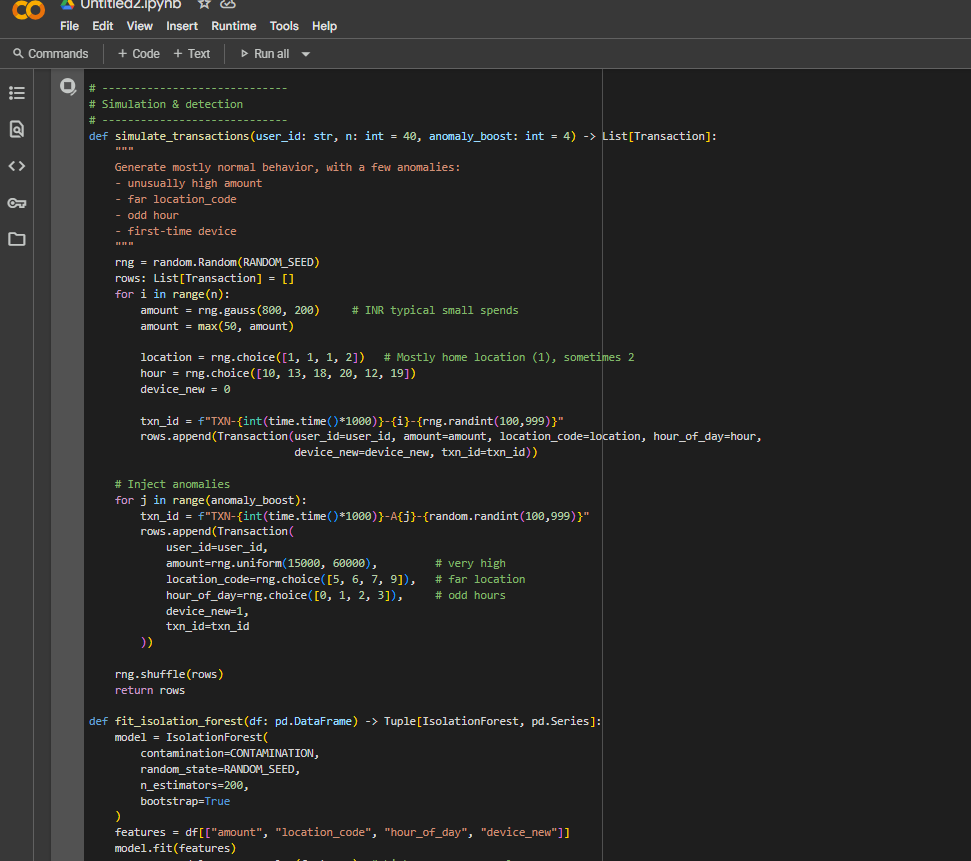 Untitled2.ipynb
File Edit View Insert Runtime Tools Help
Commands + Code + Text Run all
# -----------------------------
# Simulation & detection
# -----------------------------
def simulate_transactions(user_id: str, n: int = 40, anomaly_boost: int = 4) -> List[Transaction]:
    """
    Generate mostly normal behavior, with a few anomalies:
    - unusually high amount
    - far location_code
    - odd hour
    - first-time device
    """
    rng = random.Random(RANDOM_SEED)
    rows: List[Transaction] = []
    for i in range(n):
        amount = rng.gauss(800, 200)     # INR typical small spends
        amount = max(50, amount)
        location = rng.choice([1, 1, 1, 2])   # Mostly home location (1), sometimes 2
        hour = rng.choice([10, 13, 18, 20, 12, 19])
        device_new = 0
        txn_id = f"TXN-{int(time.time()*1000)}-{i}-{rng.randint(100,999)}"
        rows.append(Transaction(user_id=user_id, amount=amount, location_code=location, hour_of_day=hour,
                                device_new=device_new, txn_id=txn_id))
    # Inject anomalies
    for j in range(anomaly_boost):
        txn_id = f"TXN-{int(time.time()*1000)}-A{j}-{random.randint(100,999)}"
        rows.append(Transaction(
            user_id=user_id,
            amount=rng.uniform(15000, 60000),         # very high
            location_code=rng.choice([5, 6, 7, 9]),   # far location
            hour_of_day=rng.choice([0, 1, 2, 3]),     # odd hours
            device_new=1,
            txn_id=txn_id
        ))
    rng.shuffle(rows)
    return rows
def fit_isolation_forest(df: pd.DataFrame) -> Tuple[IsolationForest, pd.Series]:
    model = IsolationForest(
        contamination=CONTAMINATION,
        random_state=RANDOM_SEED,
        n_estimators=200,
        bootstrap=True
    )
    features = df[["amount", "location_code", "hour_of_day", "device_new"]]
    model.fit(features)